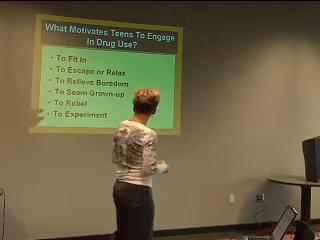 What Motivates Teens To Engage
In Drug Use?
• To Fit In
• To Escape or Relax
• To Relieve Boredom
• To Seem Grown-up
• To Rebel
• To Experiment